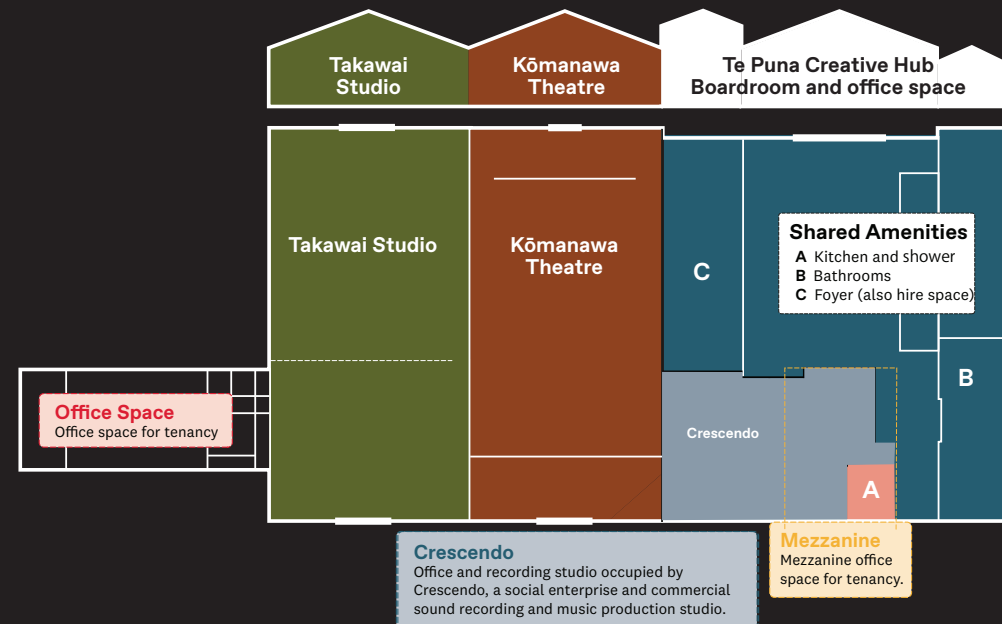 Takawai
Studio
Kōmanawa
Theatre
Te Puna Creative Hub
Boardroom and office space
Takawai Studio
Kōmanawa
Theatre
C
Shared Amenities
A Kitchen and shower
B Bathrooms
C Foyer (also hire space)
B
Office Space
Office space for tenancy
Crescendo
A
Crescendo
Office and recording studio occupied by
Crescendo, a social enterprise and commercial
sound recording and music production studio.
Mezzanine
Mezzanine office
space for tenancy.